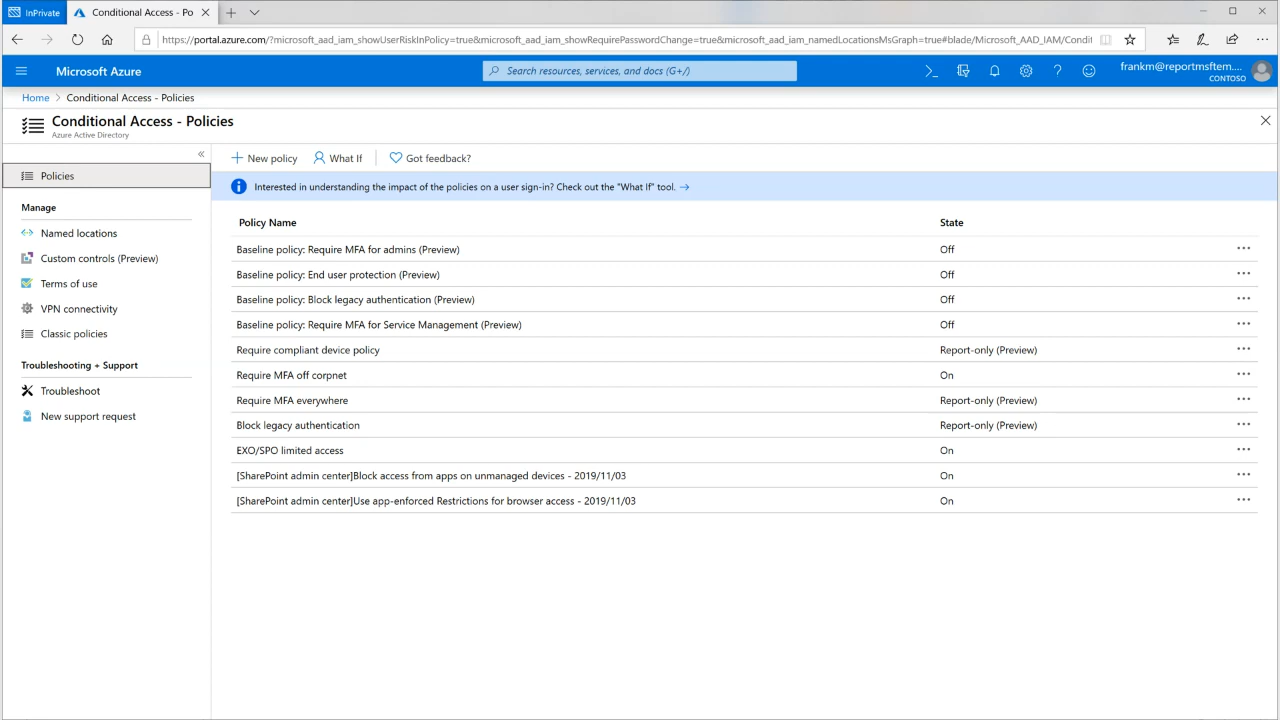 InPrivate
Conditional Access - Po
https://portal.azure.com/?microsoft_aad_iam_showUserRiskInPolicy=true&microsoft_aad_iam_showRequirePasswordChange=true&microsoft_aad_iam_namedLocationsMsGraph=true#blade/Microsoft_AAD_IAM/Condit
Microsoft Azure
Search resources, services, and docs (G+/)
frankm@reportmsftem....
CONTOSO
Home > Conditional Access - Policies
Conditional Access - Policies
Azure Active Directory
Policies
Manage
Named locations
Custom controls (Preview)
Terms of use
VPN connectivity
Classic policies
Troubleshooting + Support
Troubleshoot
New support request
New policy What If Got feedback?
Interested in understanding the impact of the policies on a user sign-in? Check out the "What If" tool. →
Policy Name State
Baseline policy: Require MFA for admins (Preview) Off
Baseline policy: End user protection (Preview) Off
Baseline policy: Block legacy authentication (Preview) Off
Baseline policy: Require MFA for Service Management (Preview) Off
Require compliant device policy Report-only (Preview)
Require MFA off corpnet On
Require MFA everywhere Report-only (Preview)
Block legacy authentication Report-only (Preview)
EXO/SPO limited access On
[SharePoint admin center]Block access from apps on unmanaged devices - 2019/11/03 On
[SharePoint admin center]Use app-enforced Restrictions for browser access - 2019/11/03 On